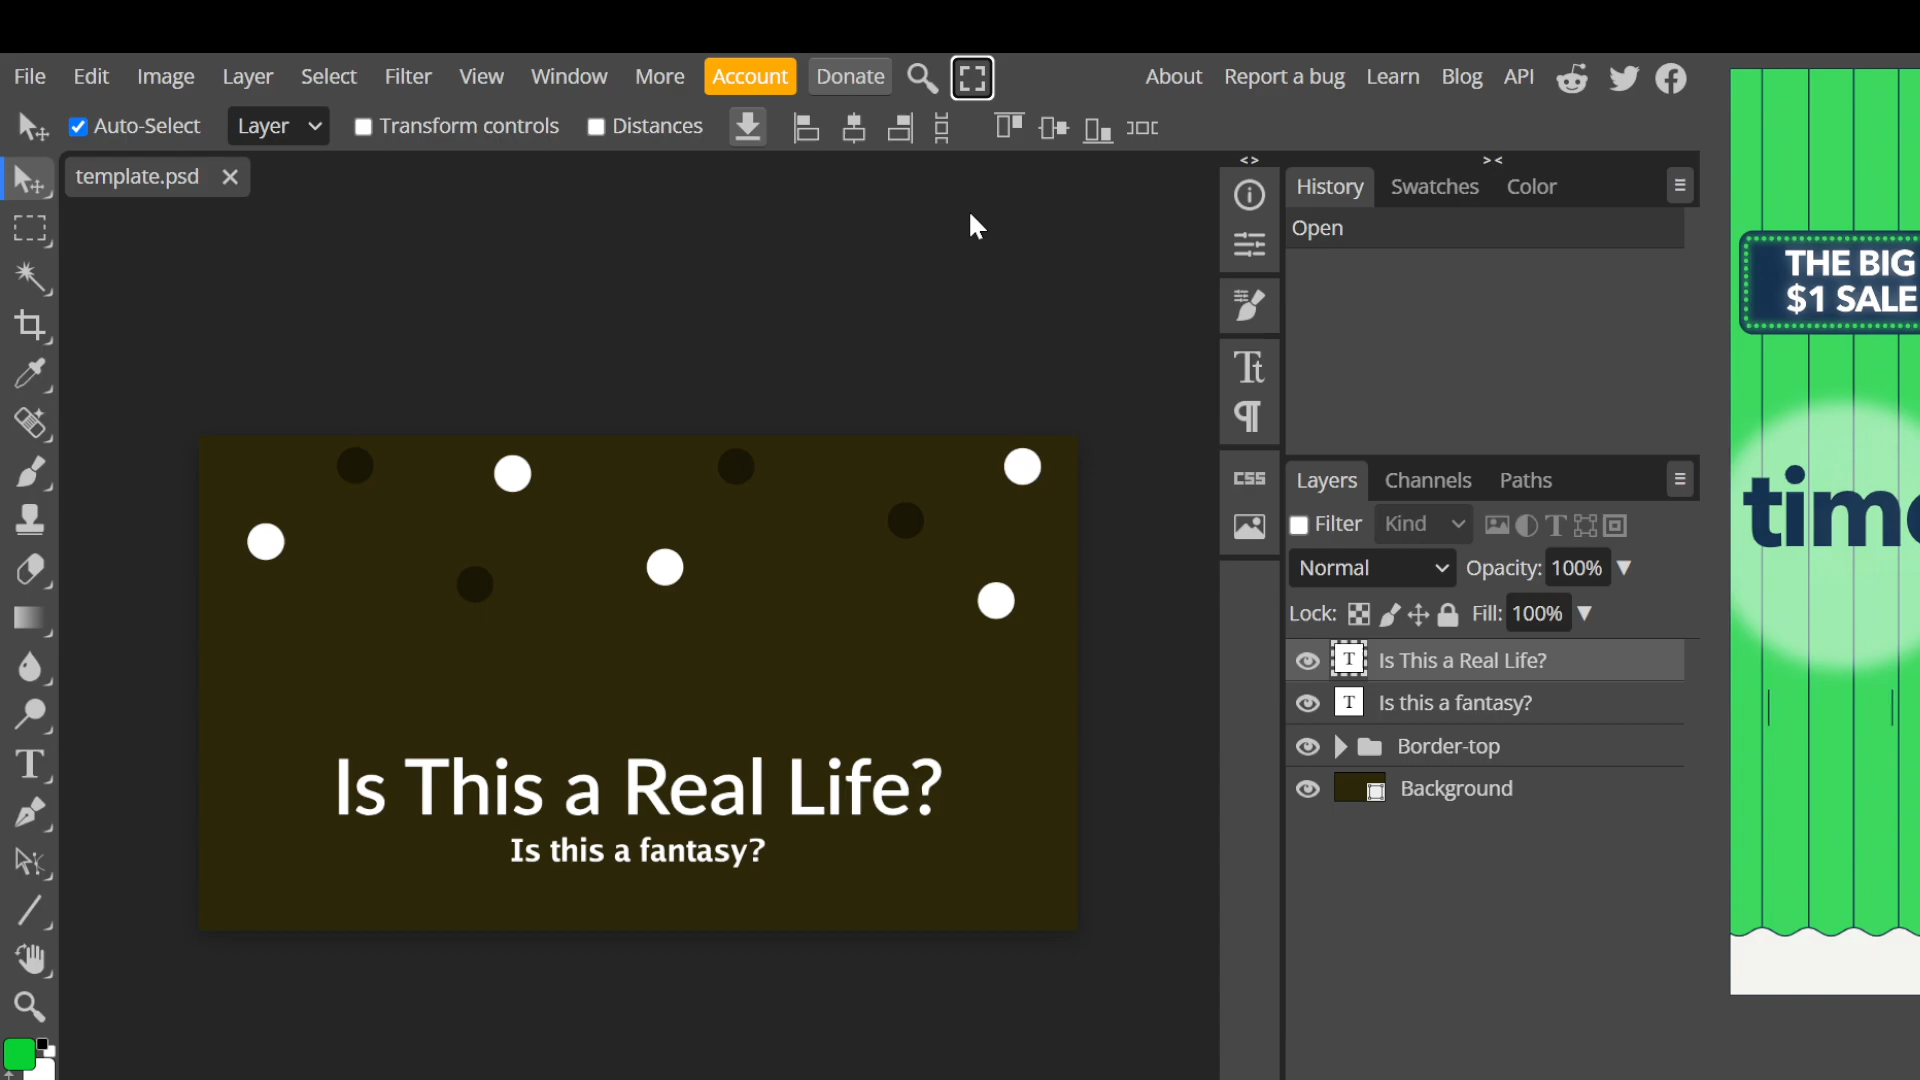 File Edit Image Layer Select Filter View Window More Account Donate About Report a bug Learn Blog API
Auto-Select Layer Transform controls Distances
template.psd
History Swatches Color
Open
THE BIG
$1 SALE
Tt
CSS
Layers Channels Paths
Filter Kind T
Normal Opacity: 100%
Lock: Fill: 100%
T Is This a Real Life?
T Is this a fantasy?
Border-top
Background
Is This a Real Life?
Is this a fantasy?
T